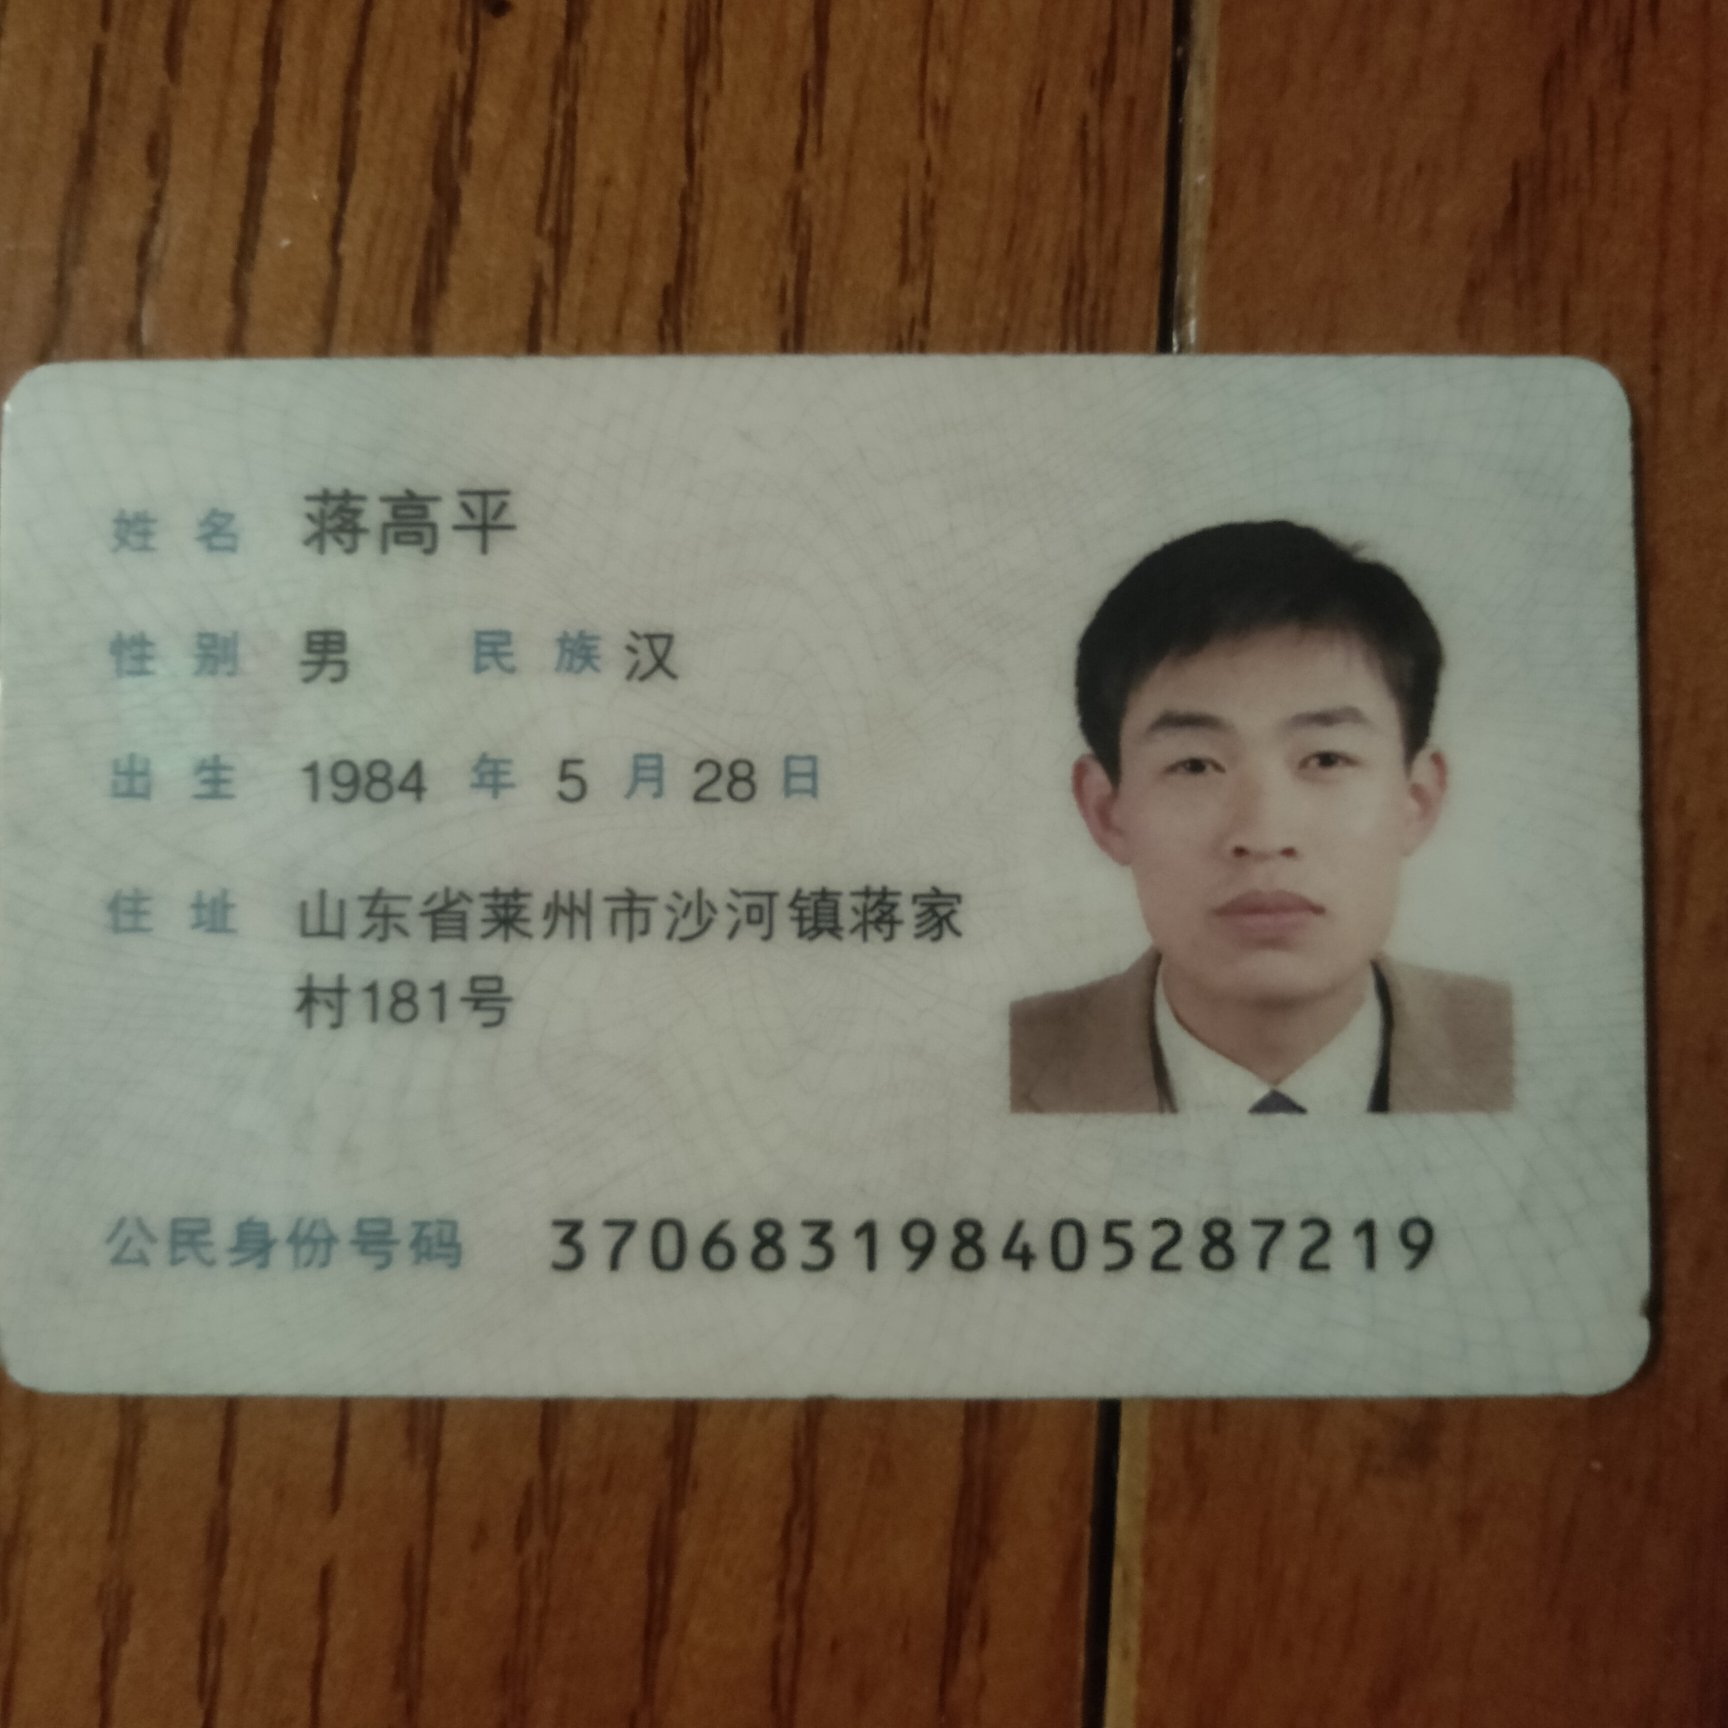 姓名 蒋高平
性别 男 民族 汉
出生 1984 年 5 月 28 日
住址 山东省莱州市沙河镇蒋家
村181号
公民身份号码 370683198405287219